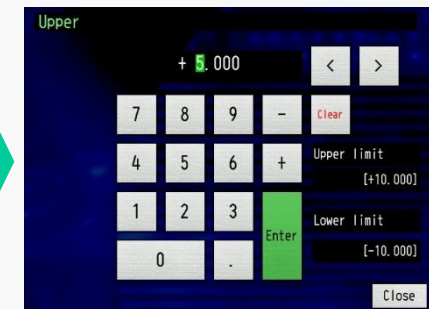 Upper
+ 5.000
< >
7 8 9 - Clear
4 5 6 + Upper limit
[+10.000]
1 2 3 Enter Lower limit
0 . [-10.000]
Close